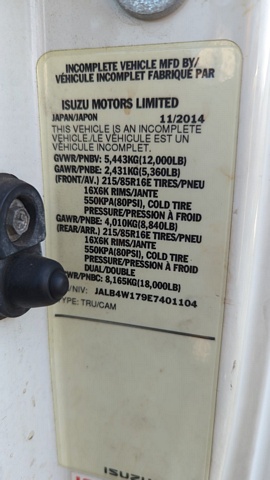 INCOMPLETE VEHICLE MFD BY/
VÉHICULE INCOMPLET FABRIQUÉ PAR
ISUZU MOTORS LIMITED
JAPAN/JAPON 11/2014
THIS VEHICLE IS AN INCOMPLETE
VEHICLE./LE VÉHICULE EST UN
VÉHICULE INCOMPLET.
GVWR/PNBV: 5,443KG(12,000LB)
GAWR/PNBE: 2,431KG(5,360LB)
(FRONT/AV.) 215/85R16E TIRES/PNEU
16X6K RIMS/JANTE
550KPA(80PSI), COLD TIRE
PRESSURE/PRESSION À FROID
GAWR/PNBE: 4,010KG(8,840LB)
(REAR/ARR.) 215/85R16E TIRES/PNEU
16X6K RIMS/JANTE
550KPA(80PSI), COLD TIRE
PRESSURE/PRESSION À FROID
DUAL/DOUBLE
WR/PNBC: 8,165KG(18,000LB)
/NIV: JALB4W179E7401104
TYPE: TRU/CAM
ISUZU